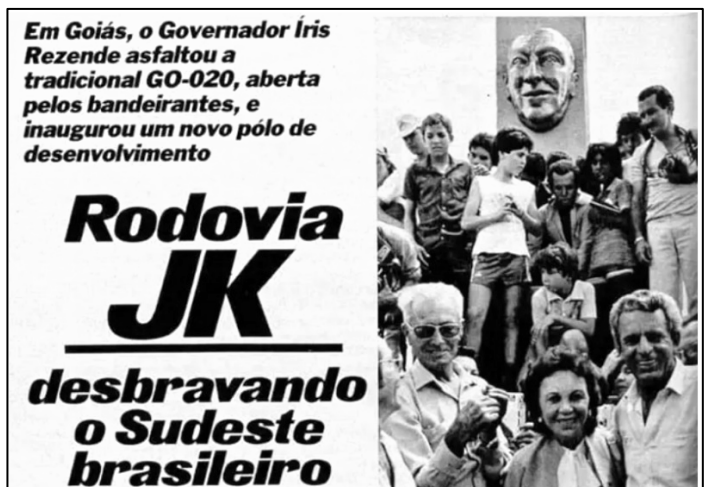 Em Goiás, o Governador Íris
Rezende asfaltou a
tradicional GO-020, aberta
pelos bandeirantes, e
inaugurou um novo pólo de
desenvolvimento
Rodovia
JK
desbravando
o Sudeste
brasileiro